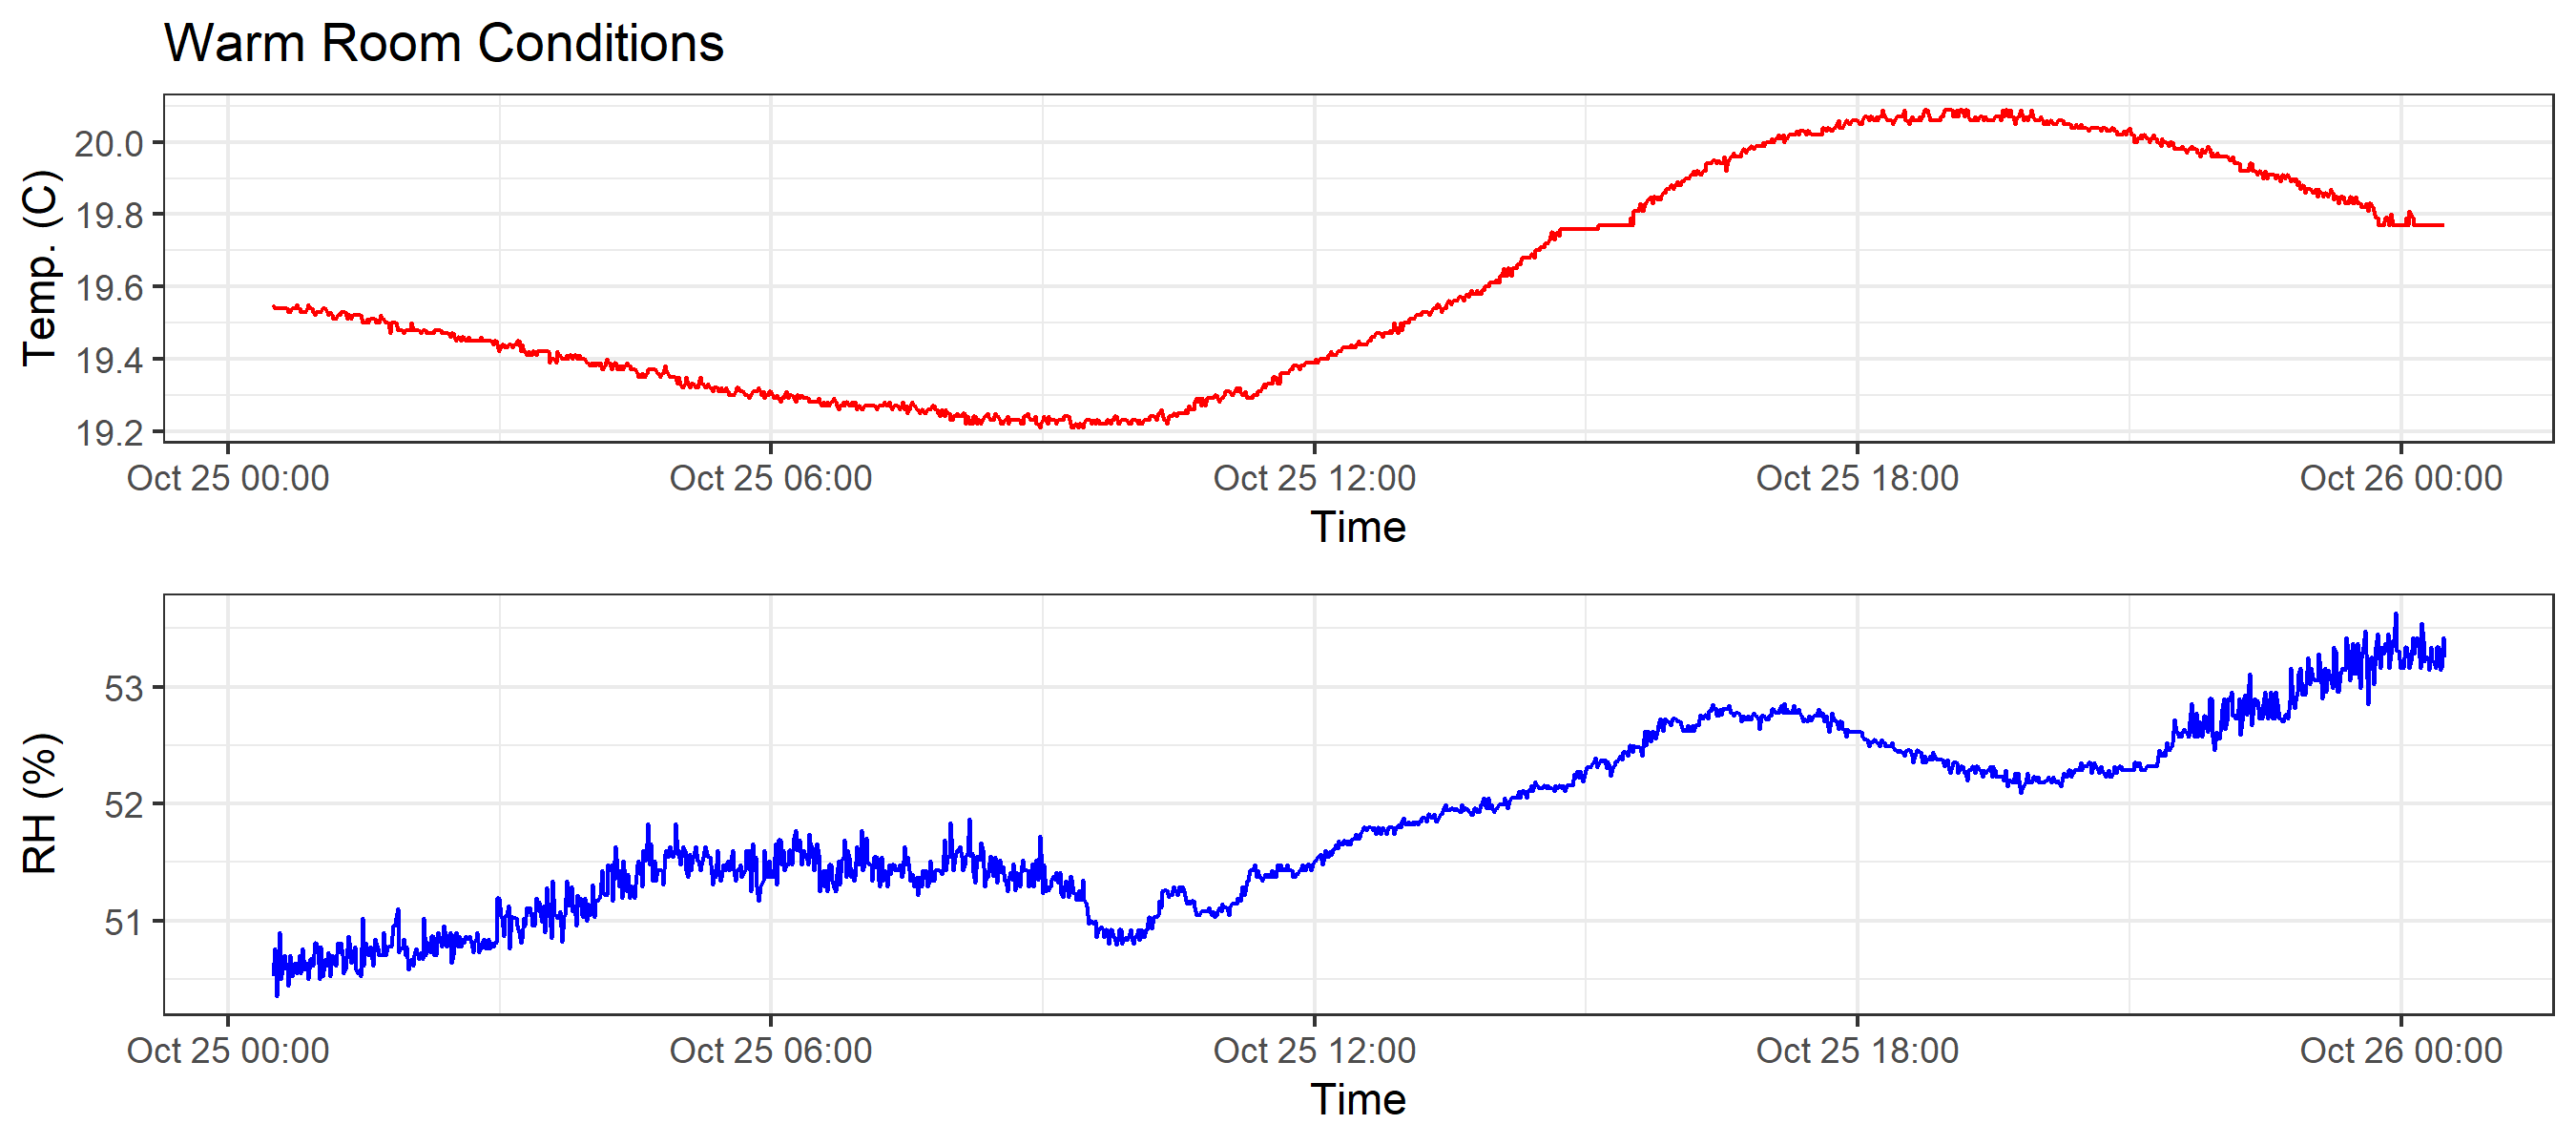 Warm Room Conditions
Temp. (C)
20.0
19.8
19.6
19.4
19.2
Oct 25 00:00 Oct 25 06:00 Oct 25 12:00 Oct 25 18:00 Oct 26 00:00
Time
RH (%)
53
52
51
Oct 25 00:00 Oct 25 06:00 Oct 25 12:00 Oct 25 18:00 Oct 26 00:00
Time